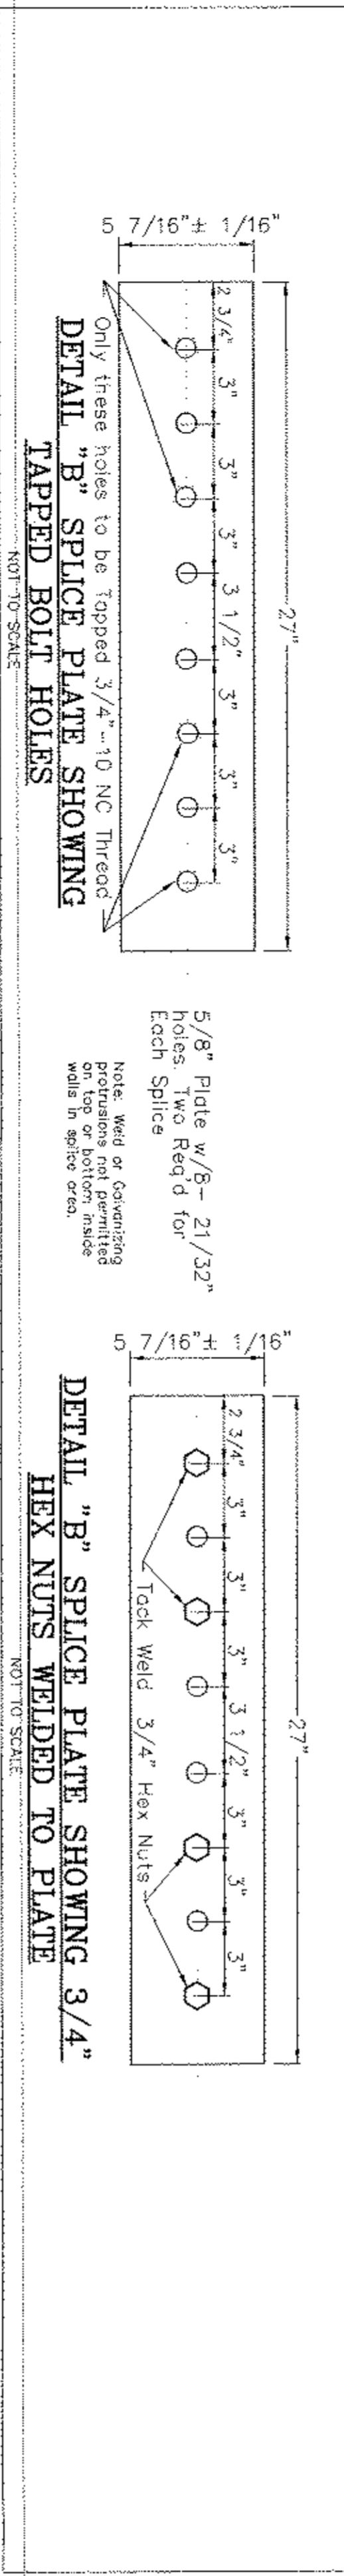 27"
2 3/4" 3" 3" 3" 3 1/2" 3" 3" 3"
5 7/16"± 1/16"
Only these holes to be Tapped 3/4"-10 NC Thread
DETAIL "B" SPLICE PLATE SHOWING
TAPPED BOLT HOLES
NOT TO SCALE
5/8" Plate w/8- 21/32"
holes. Two Req'd for
Each Splice
Note: Weld or Galvanizing
protrusions not permitted
on top or bottom inside
walls in splice area.
27"
2 3/4" 3" 3" 3" 3 1/2" 3" 3" 3"
5 7/16"± 1/16"
Tack Weld 3/4" Hex Nuts
DETAIL "B" SPLICE PLATE SHOWING 3/4"
HEX NUTS WELDED TO PLATE
NOT TO SCALE